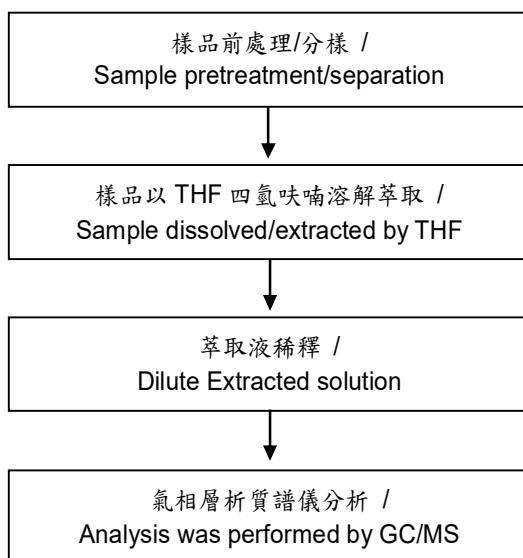 樣品前處理/分樣 /
Sample pretreatment/separation
樣品以 THF 四氫呋喃溶解萃取 /
Sample dissolved/extracted by THF
萃取液稀釋 /
Dilute Extracted solution
氣相層析質譜儀分析 /
Analysis was performed by GC/MS